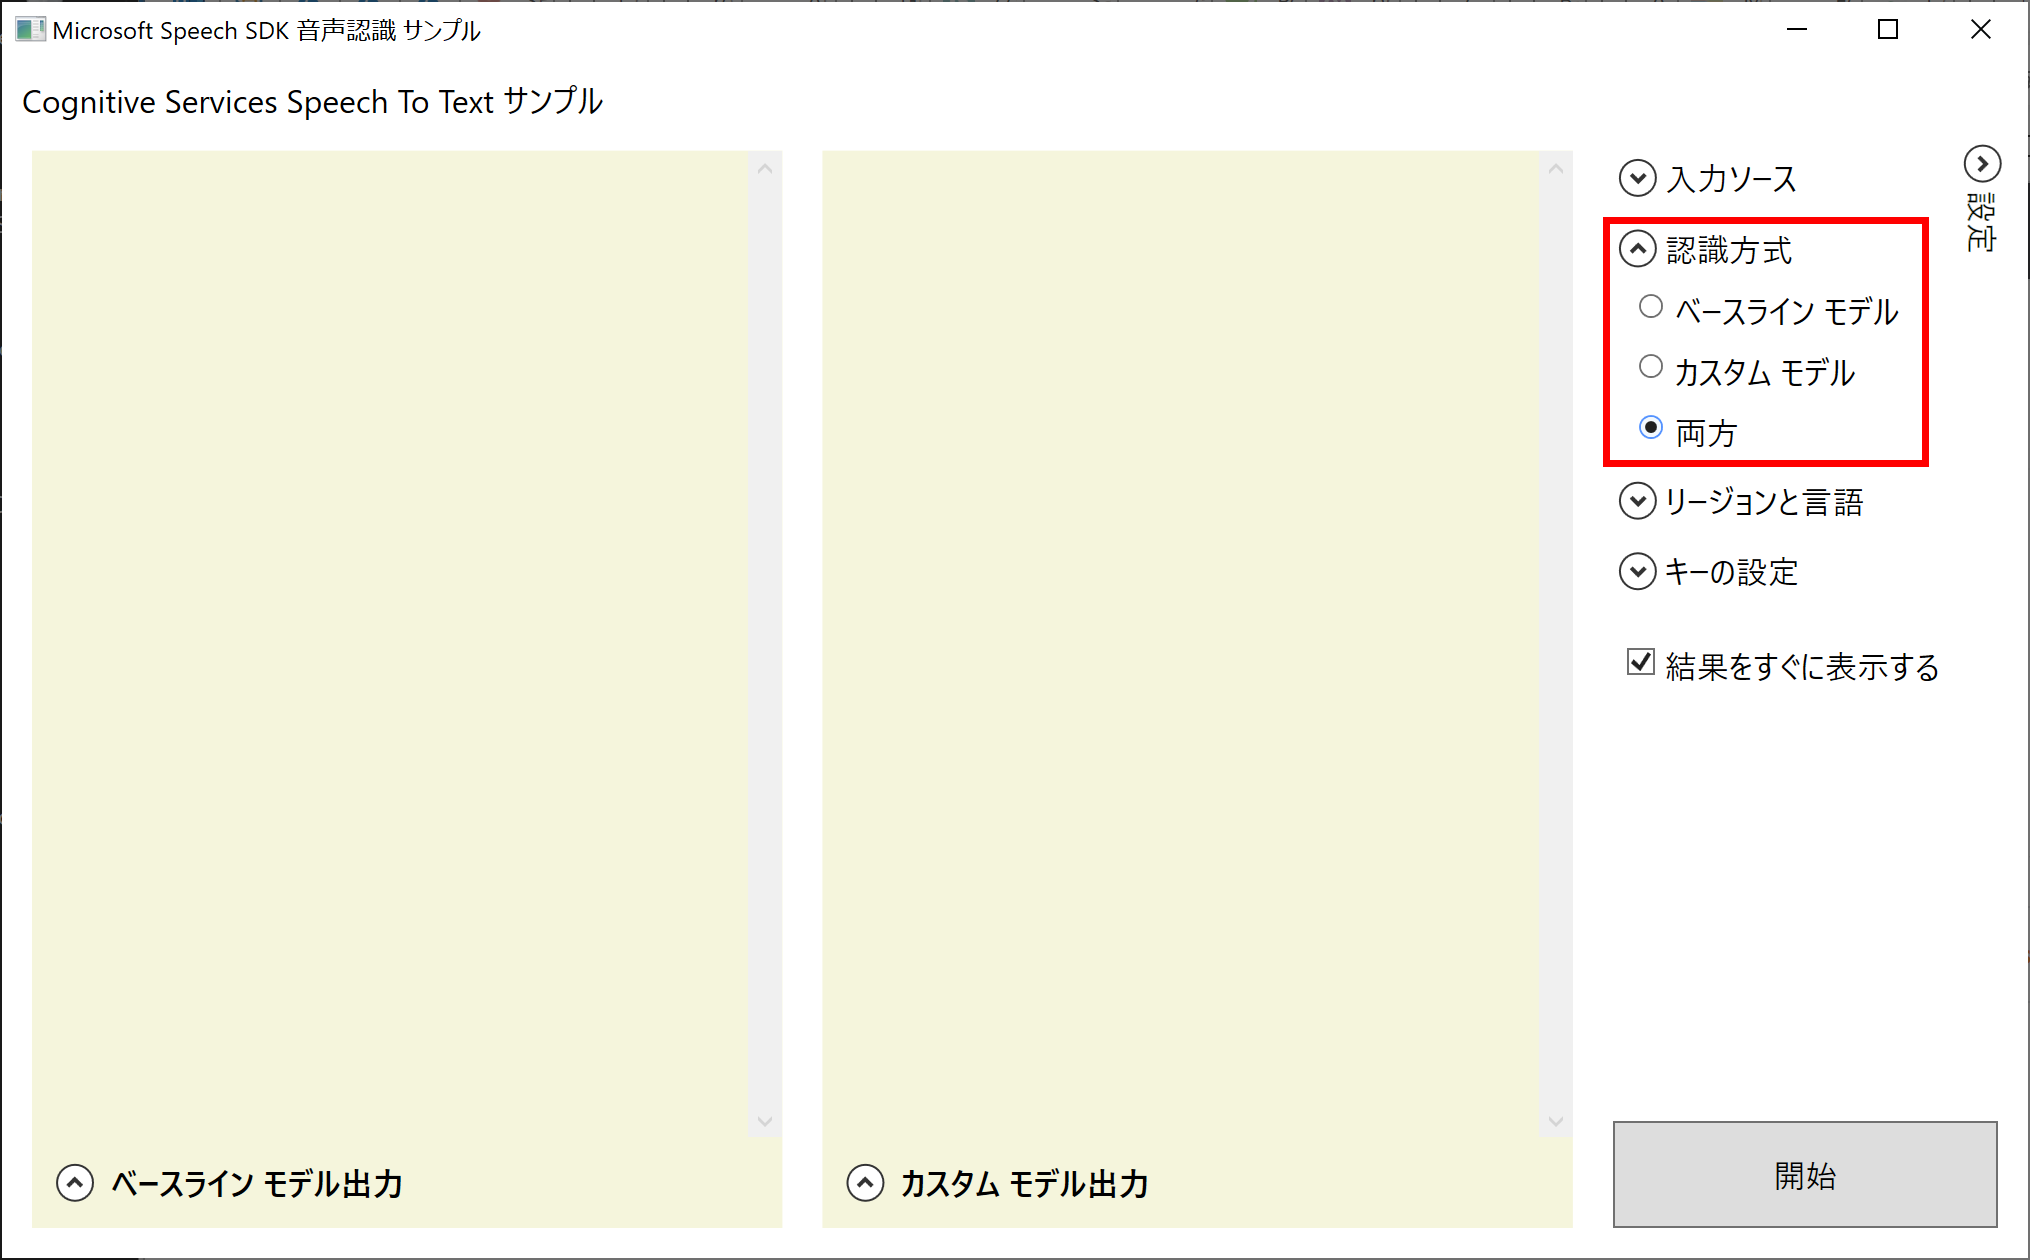 Microsoft Speech SDK 音声認識 サンプル
Cognitive Services Speech To Text サンプル
入力ソース
設定
認識方式
ベースライン モデル
カスタム モデル
両方
リージョンと言語
キーの設定
結果をすぐに表示する
ベースライン モデル出力
カスタム モデル出力
開始